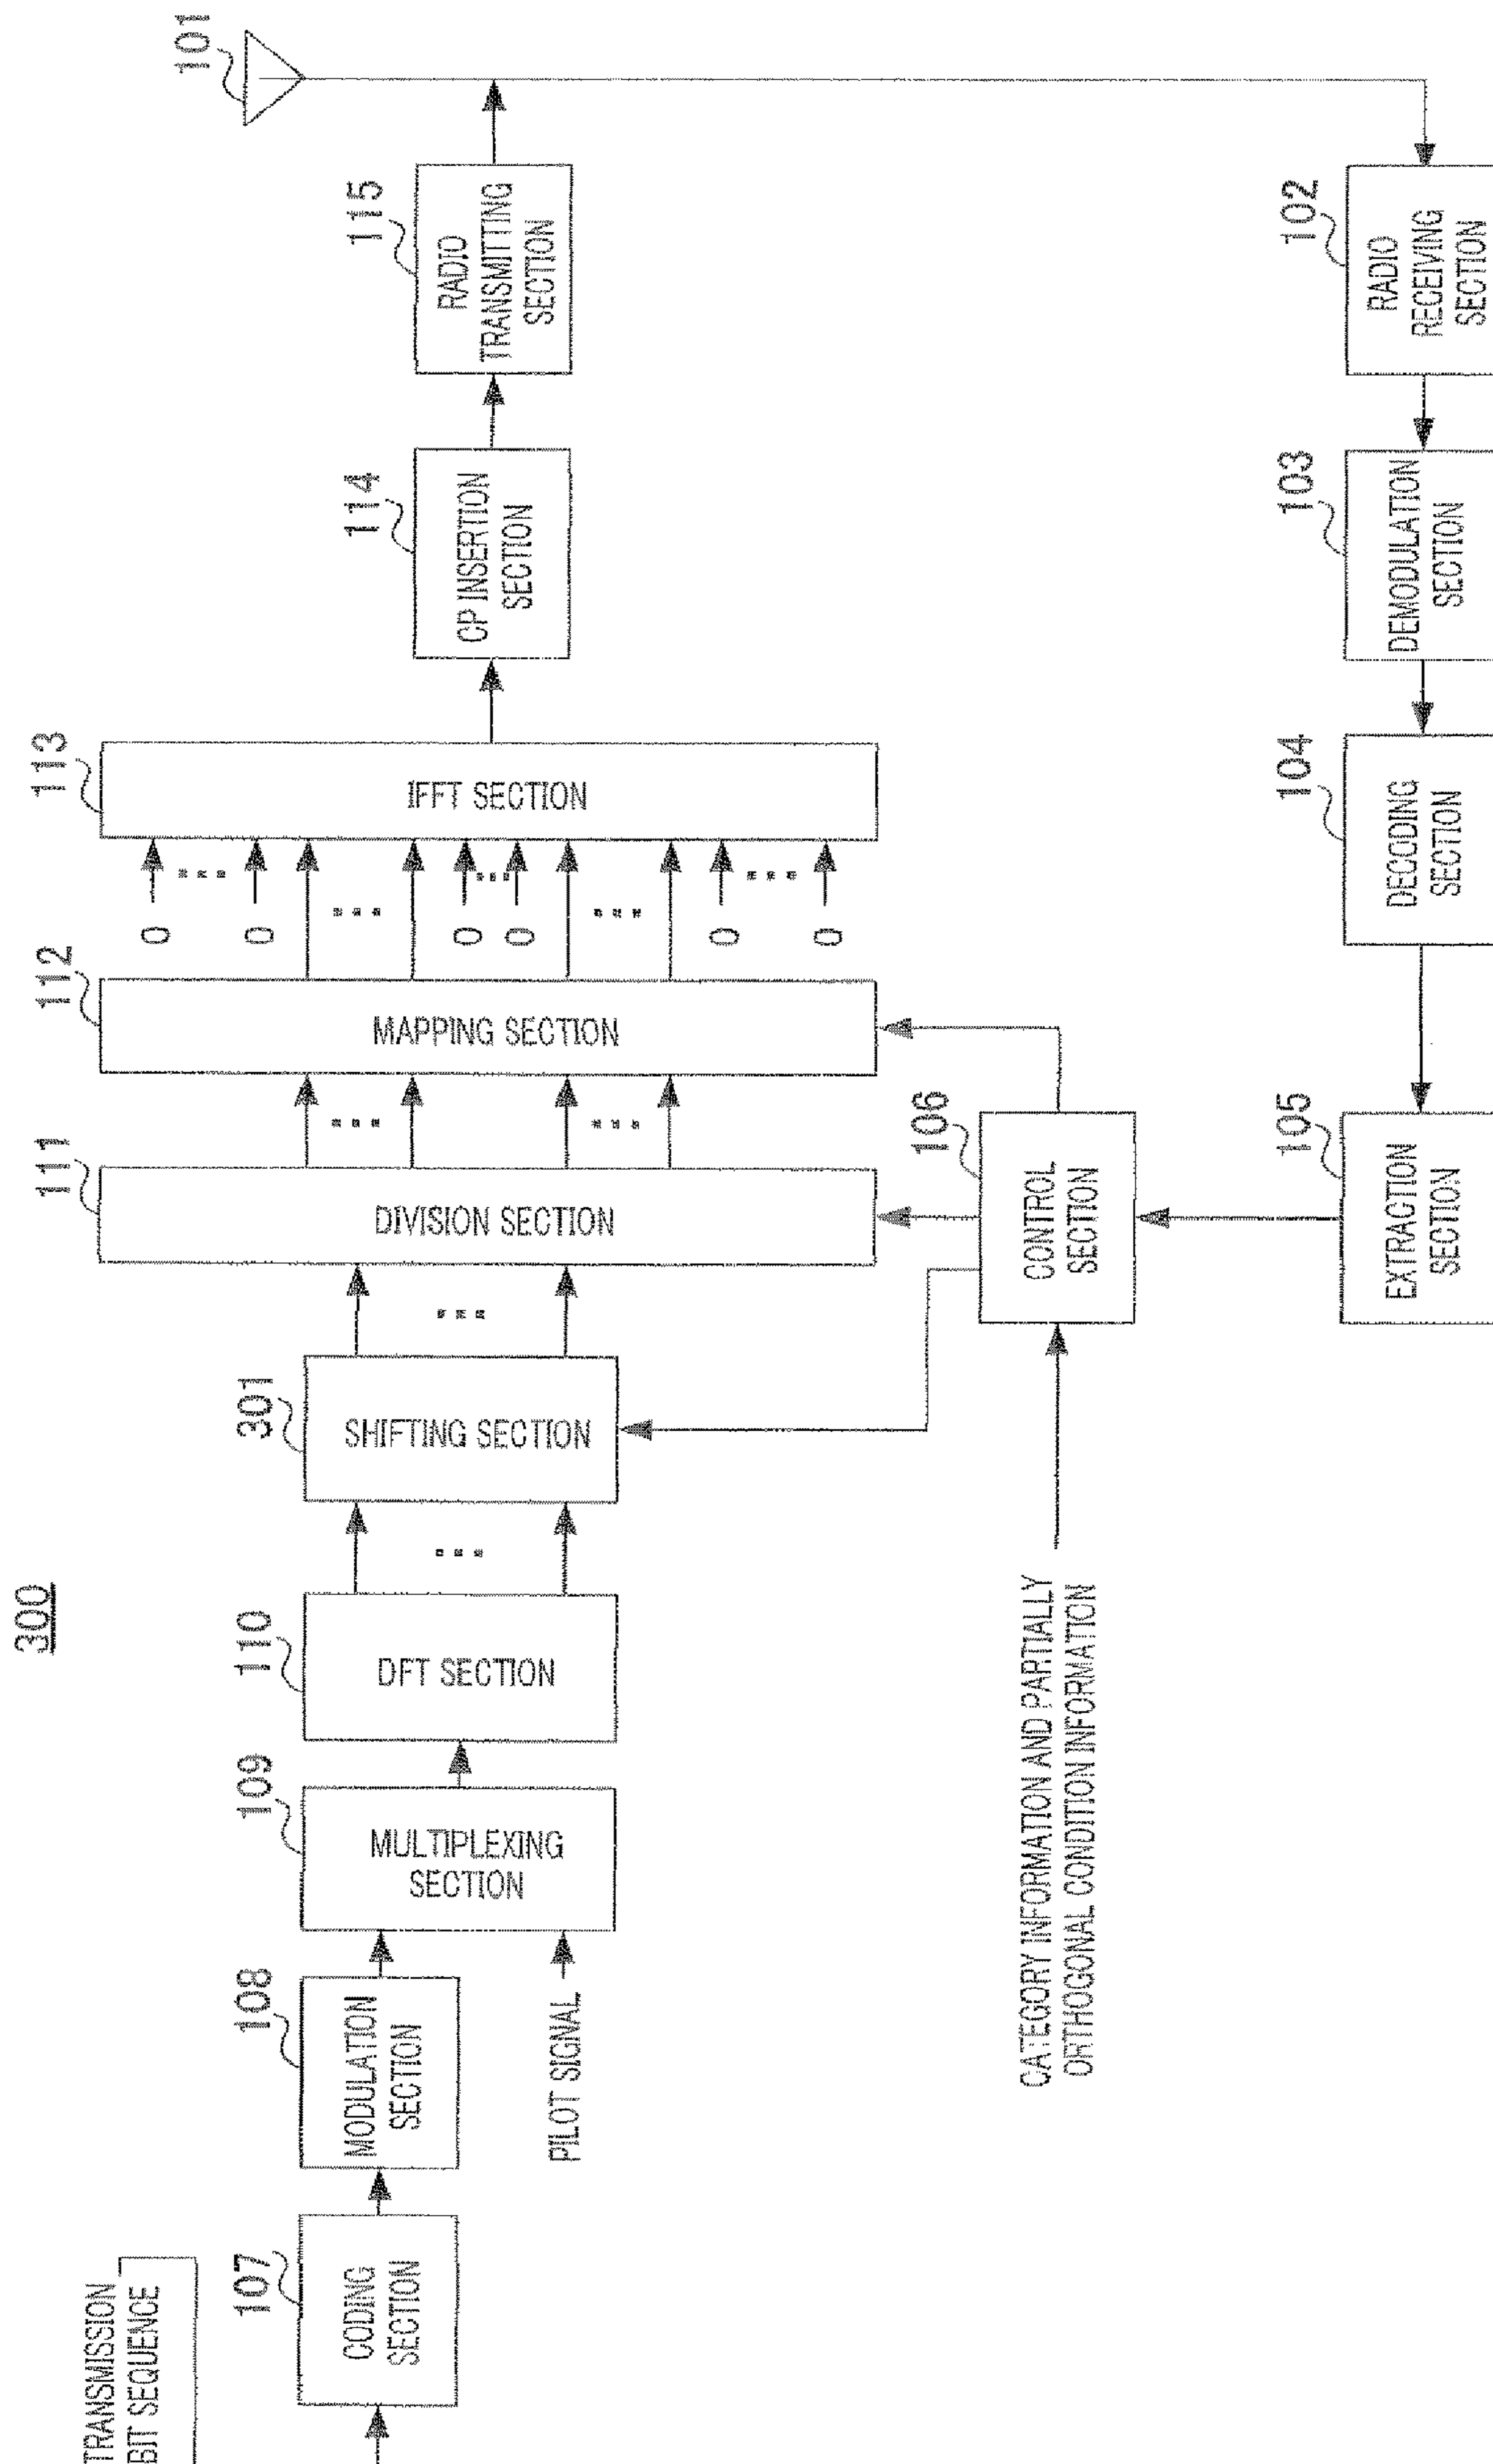 300
TRANSMISSION
BIT SEQUENCE
107
CODING
SECTION
108
MODULATION
SECTION
PILOT SIGNAL
109
MULTIPLEXING
SECTION
110
DFT SECTION
301
SHIFTING SECTION
...
...
111
DIVISION SECTION
...
...
112
MAPPING SECTION
0
...
0
...
0
...
0
...
0
...
0
113
IFFT SECTION
114
CP INSERTION
SECTION
115
RADIO
TRANSMITTING
SECTION
101
CATEGORY INFORMATION AND PARTIALLY
ORTHOGONAL CONDITION INFORMATION
106
CONTROL
SECTION
105
EXTRACTION
SECTION
104
DECODING
SECTION
103
DEMODULATION
SECTION
102
RADIO
RECEIVING
SECTION